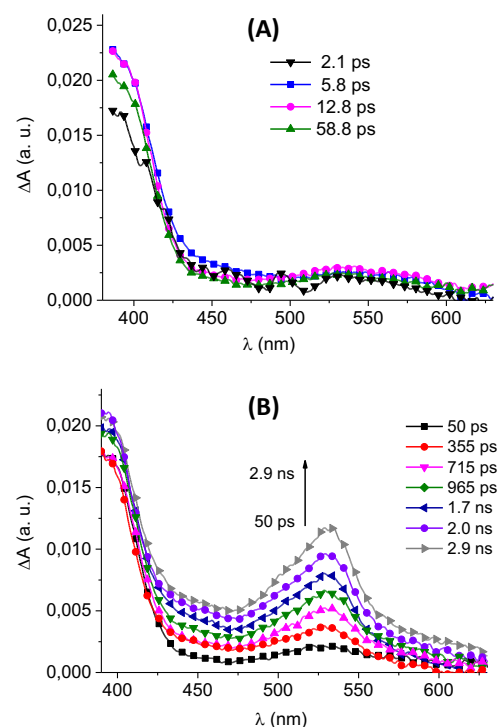 (A)
2.1 ps
5.8 ps
12.8 ps
58.8 ps
0,025
0,020
0,015
0,010
0,005
0,000
ΔA (a. u.)
400 450 500 550 600
λ (nm)
(B)
50 ps
355 ps
715 ps
965 ps
1.7 ns
2.0 ns
2.9 ns
2.9 ns
50 ps
0,020
0,015
0,010
0,005
0,000
ΔA (a. u.)
400 450 500 550 600
λ (nm)